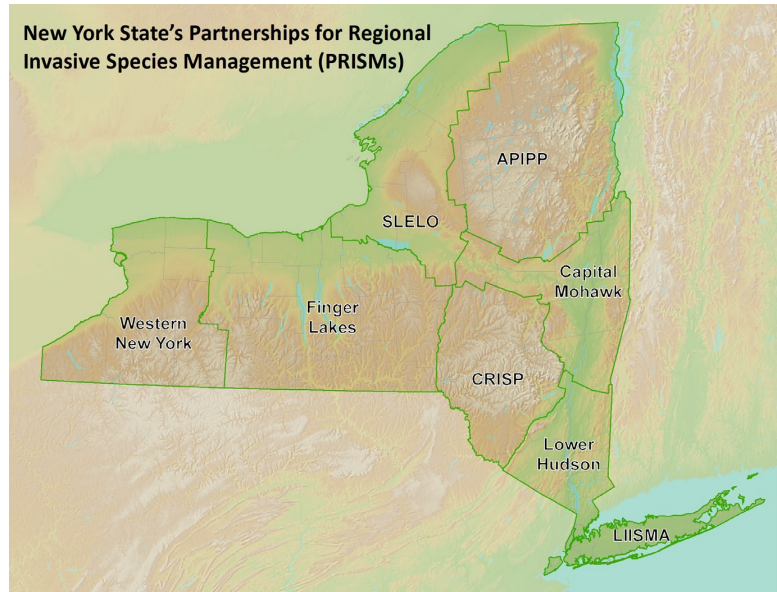 New York State's Partnerships for Regional
Invasive Species Management (PRISMs)
APIPP
SLELO
Capital
Mohawk
Finger
Lakes
Western
New York
CRISP
Lower
Hudson
LIISMA